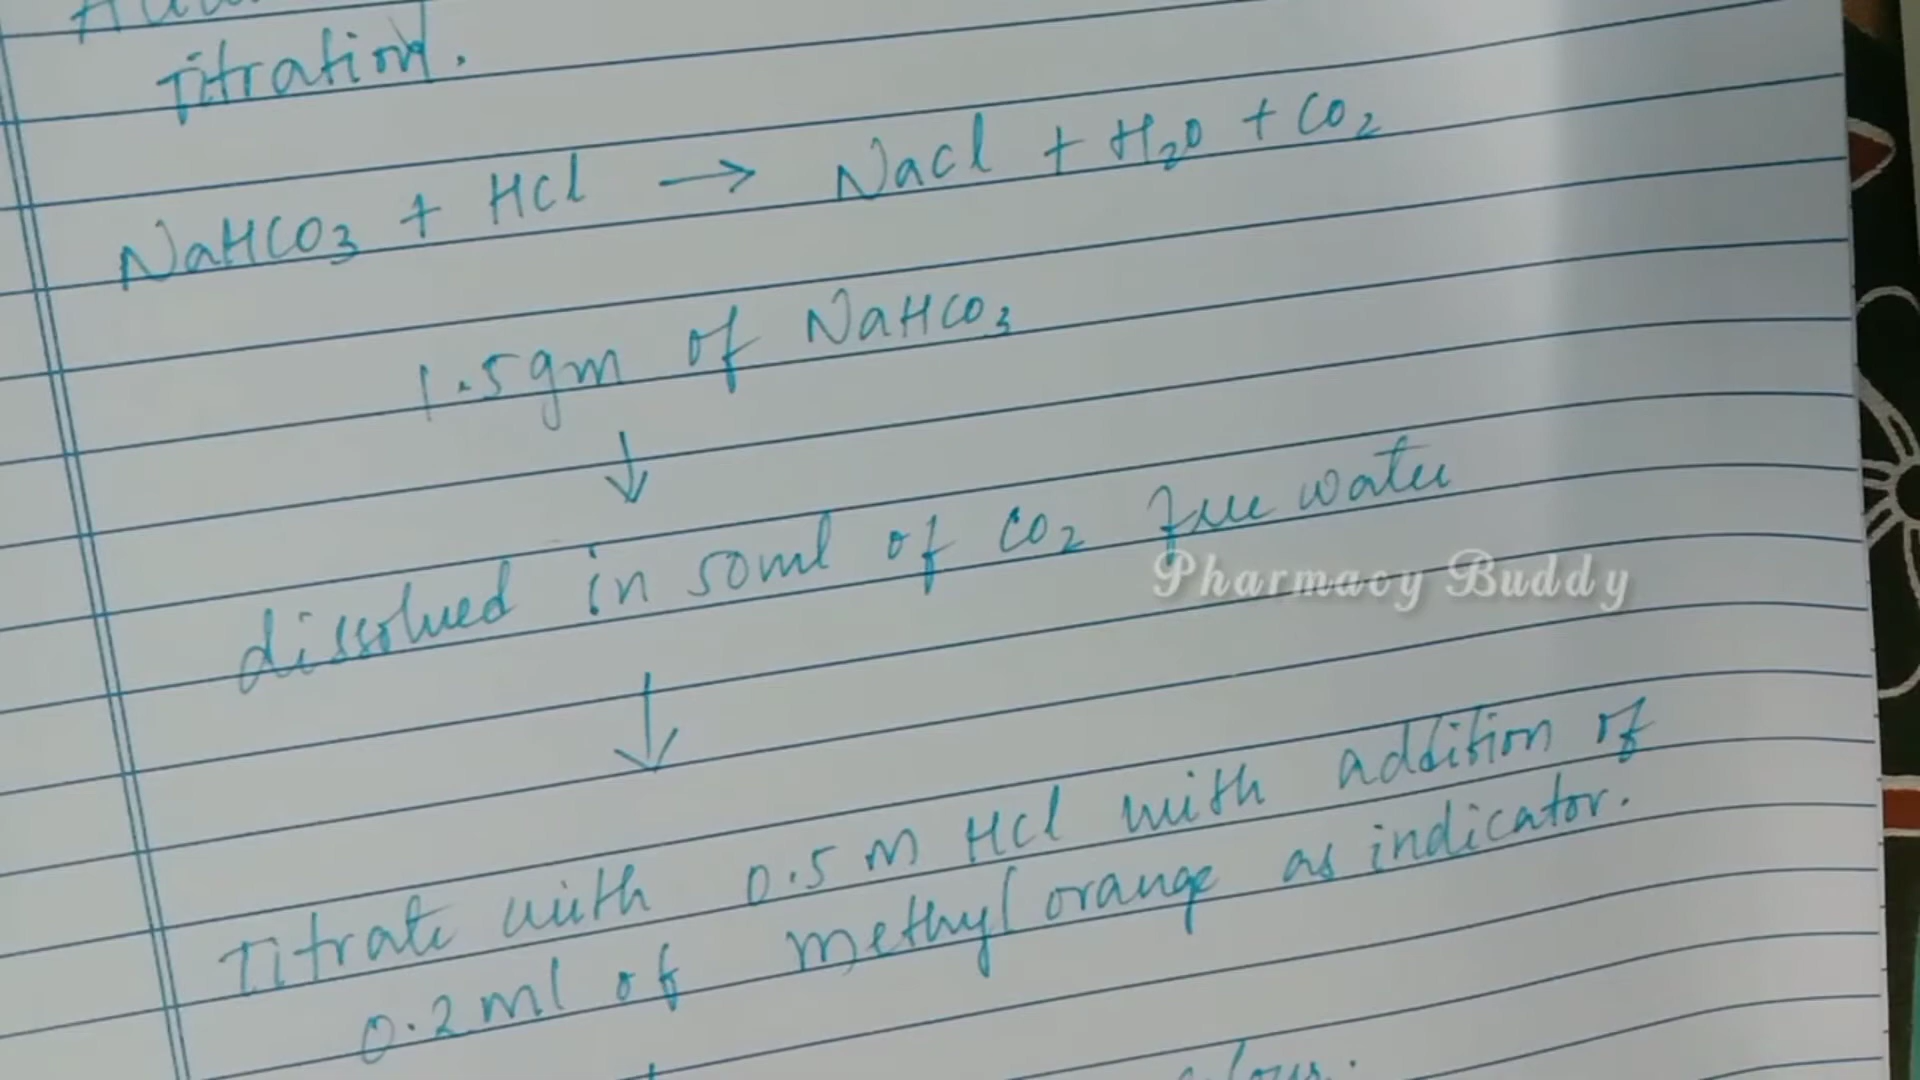 Titration.
NaHCO3 + HCl → NaCl + H2O + CO2
1.5gm of NaHCO3
↓
dissolved in 50ml of CO2 free water
Pharmacy Buddy
↓
Titrate with 0.5 M HCl with addition of
0.2ml of methyl orange as indicator.